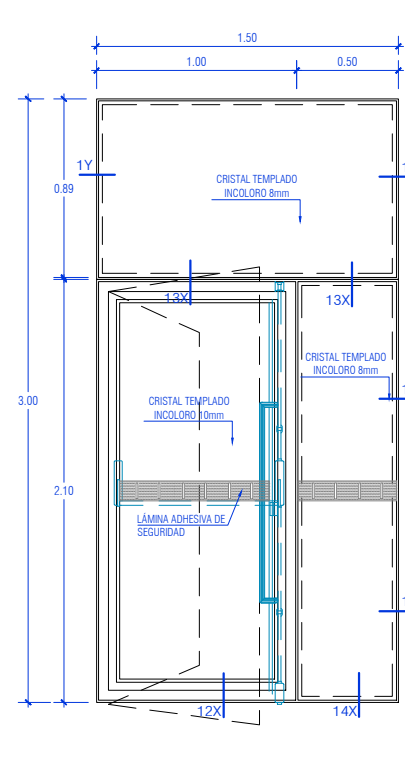 1.50
1.00
0.50
1Y
0.89
CRISTAL TEMPLADO
INCOLORO 8mm
13X
13X
CRISTAL TEMPLADO
INCOLORO 8mm
3.00
CRISTAL TEMPLADO
INCOLORO 10mm
2.10
LÁMINA ADHESIVA DE
SEGURIDAD
12X
14X